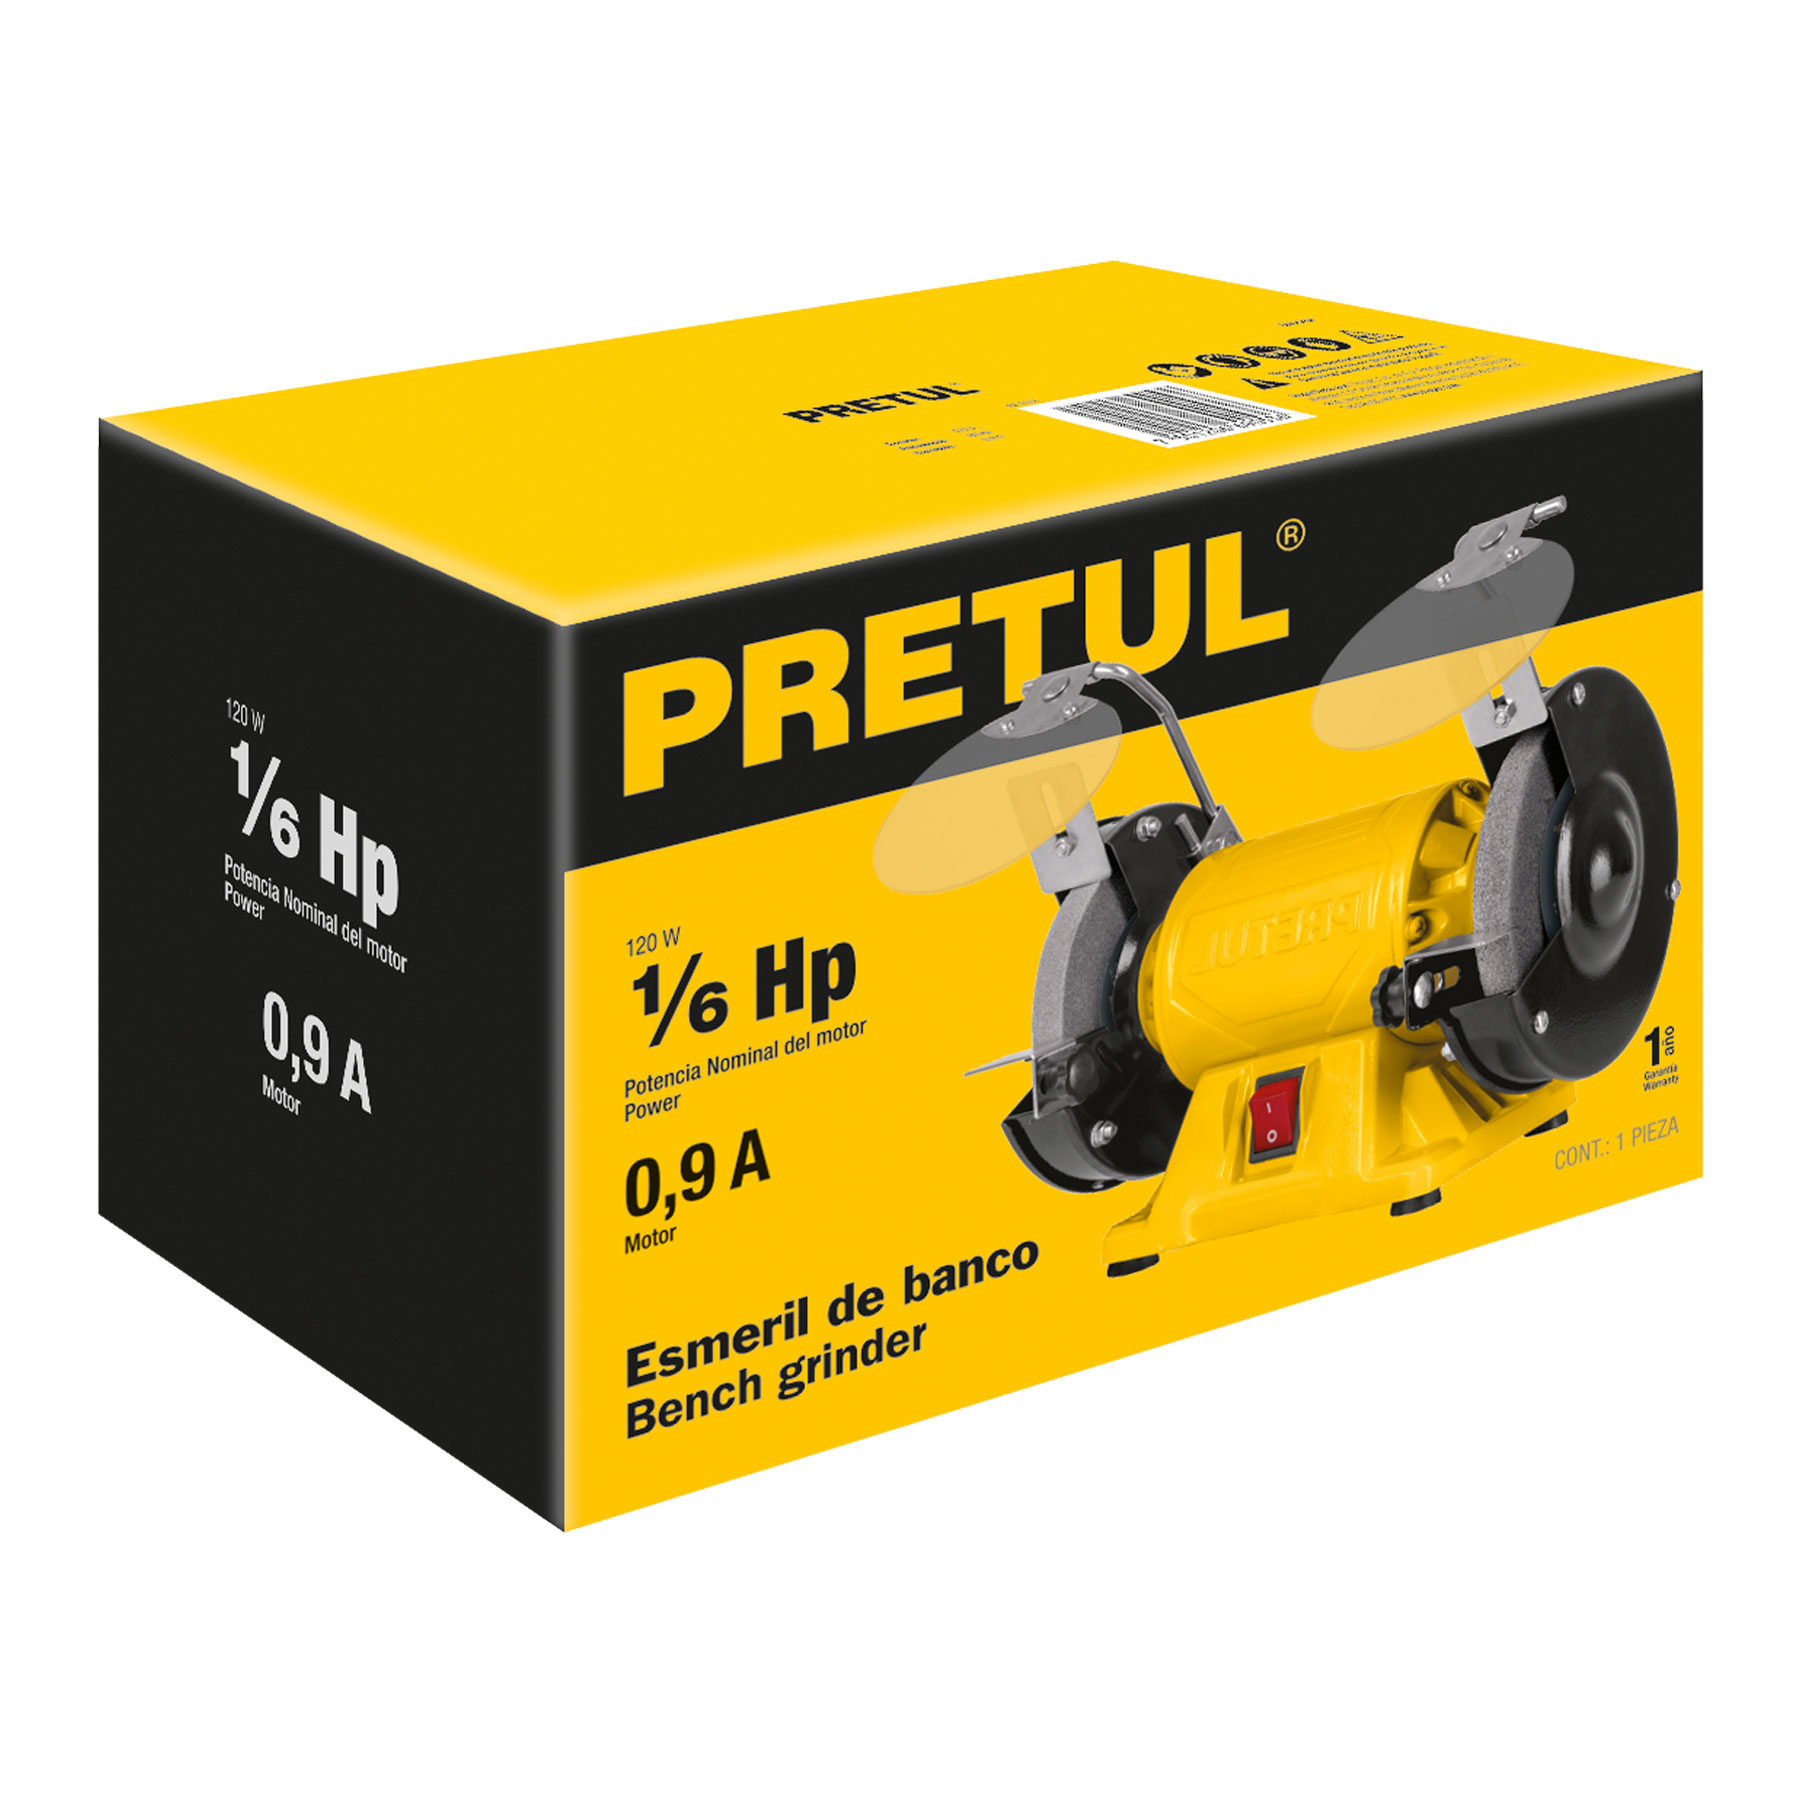 PRETUL®
PRETUL®
120 W
1/6 Hp
Potencia Nominal del motor
Power
0,9 A
Motor
120 W
1/6 Hp
Potencia Nominal del motor
Power
0,9 A
Motor
Esmeril de banco
Bench grinder
PRETUL
I
O
1 año
Garantía
Warranty
CONT.: 1 PIEZA